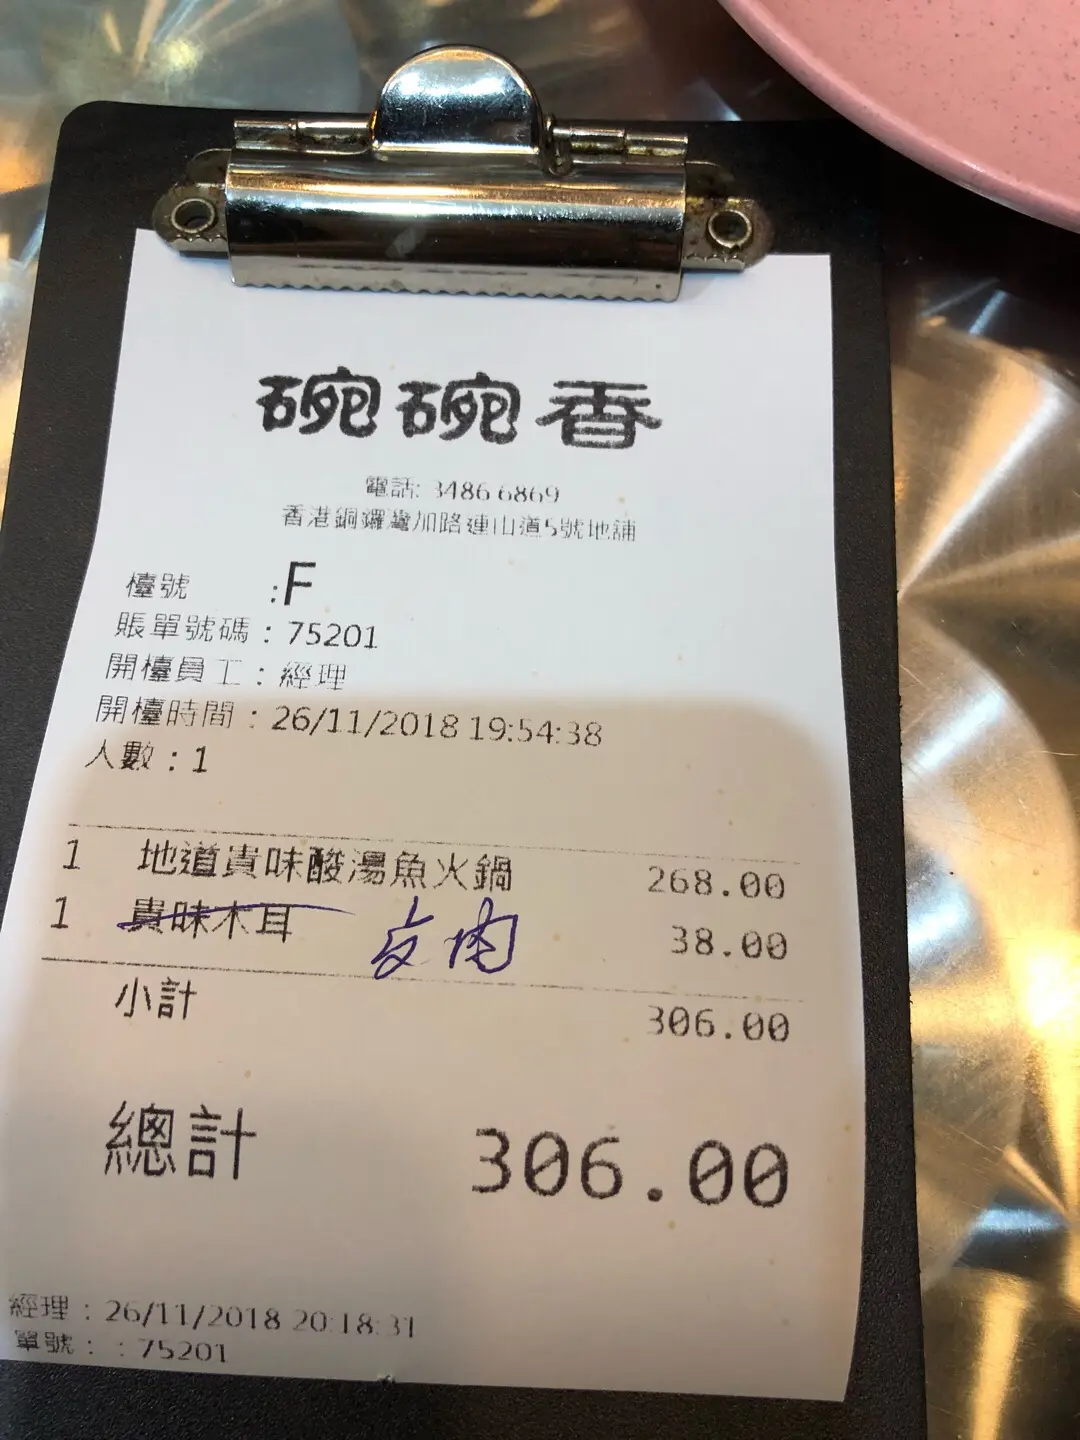 碗碗香
電話: 3486 6869
香港銅鑼灣加路連山道5號地舖
檯號 :F
賬單號碼 : 75201
開檯員工 : 經理
開檯時間 : 26/11/2018 19:54:38
人數 : 1
1 地道貴味酸湯魚火鍋 268.00
1 貴味木耳 38.00
小計 306.00
總計 306.00
經理 : 26/11/2018 20:18:31
單號 : : 75201